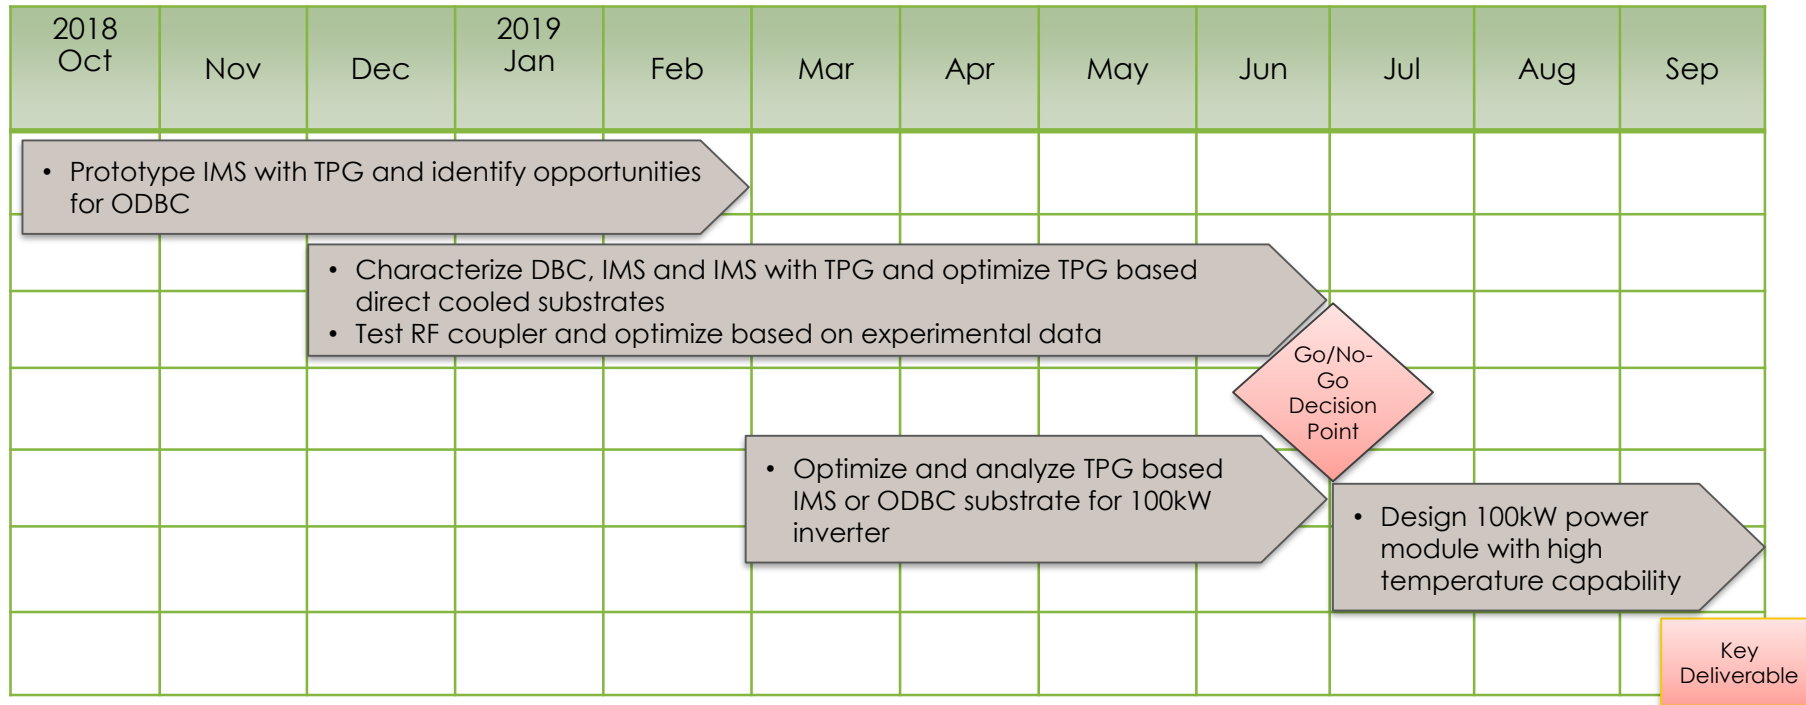 2018
Oct
Nov
Dec
2019
Jan
Feb
Mar
Apr
May
Jun
Jul
Aug
Sep
• Prototype IMS with TPG and identify opportunities
for ODBC
• Characterize DBC, IMS and IMS with TPG and optimize TPG based
direct cooled substrates
• Test RF coupler and optimize based on experimental data
Go/No-
Go
Decision
Point
• Optimize and analyze TPG based
IMS or ODBC substrate for 100kW
inverter
• Design 100kW power
module with high
temperature capability
Key
Deliverable